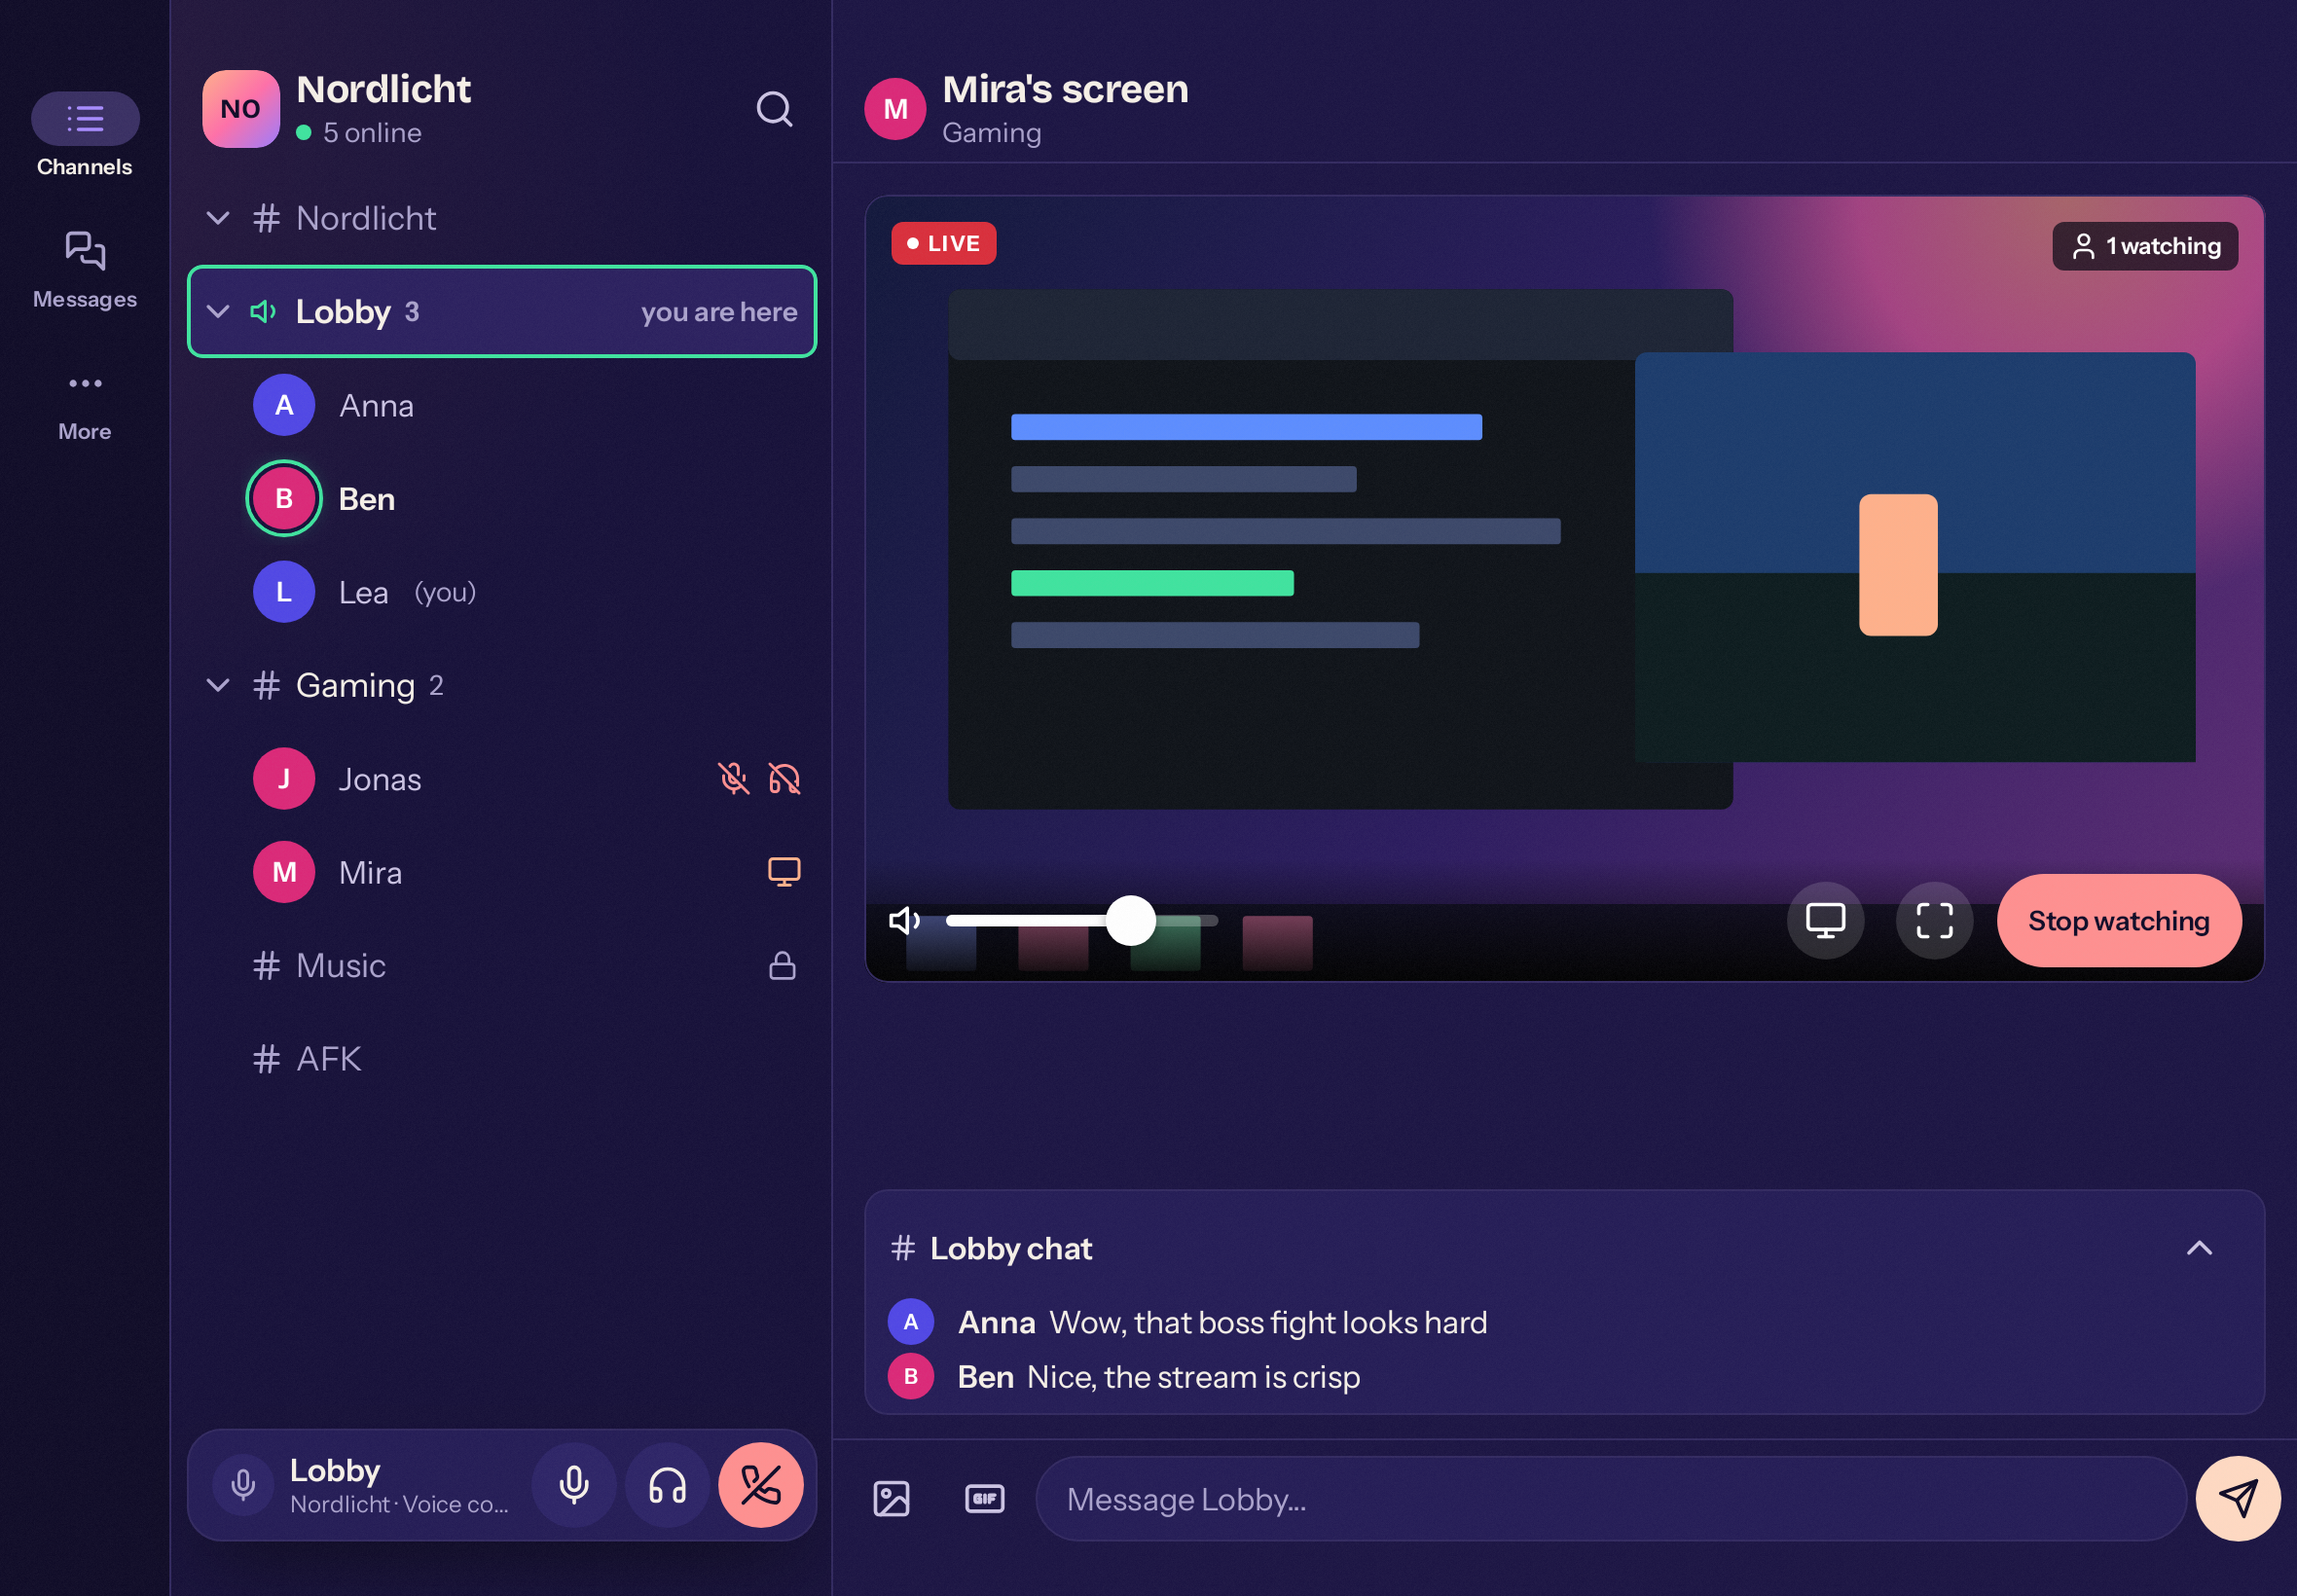 Channels
Messages
More
NO
Nordlicht
5 online
Nordlicht
Lobby 3 you are here
A Anna
B Ben
L Lea (you)
Gaming 2
J Jonas
M Mira
Music
AFK
Lobby
Nordlicht · Voice co...
M
Mira's screen
Gaming
LIVE
1 watching
Stop watching
# Lobby chat
A Anna Wow, that boss fight looks hard
B Ben Nice, the stream is crisp
GIF
Message Lobby...